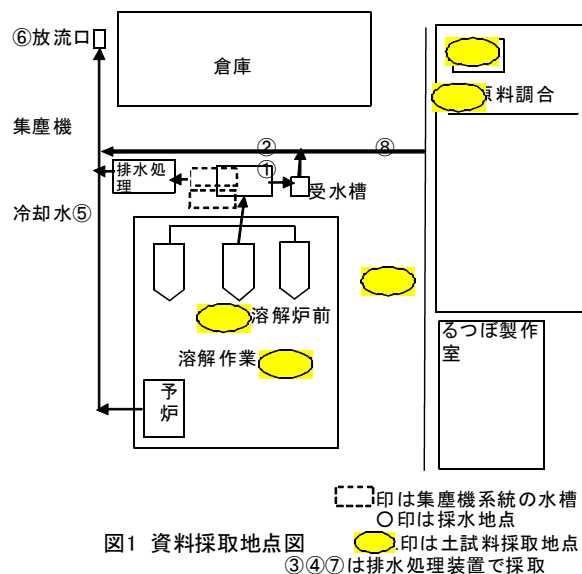 ⑥放流口
倉庫
原料調合
集塵機
②
⑧
排水処理
①
受水槽
冷却水⑤
溶解炉前
るつぼ製作室
溶解作業
予炉
印は集塵機系統の水槽
〇印は採水地点
図1 資料採取地点図
印は土試料採取地点
③④⑦は排水処理装置で採取